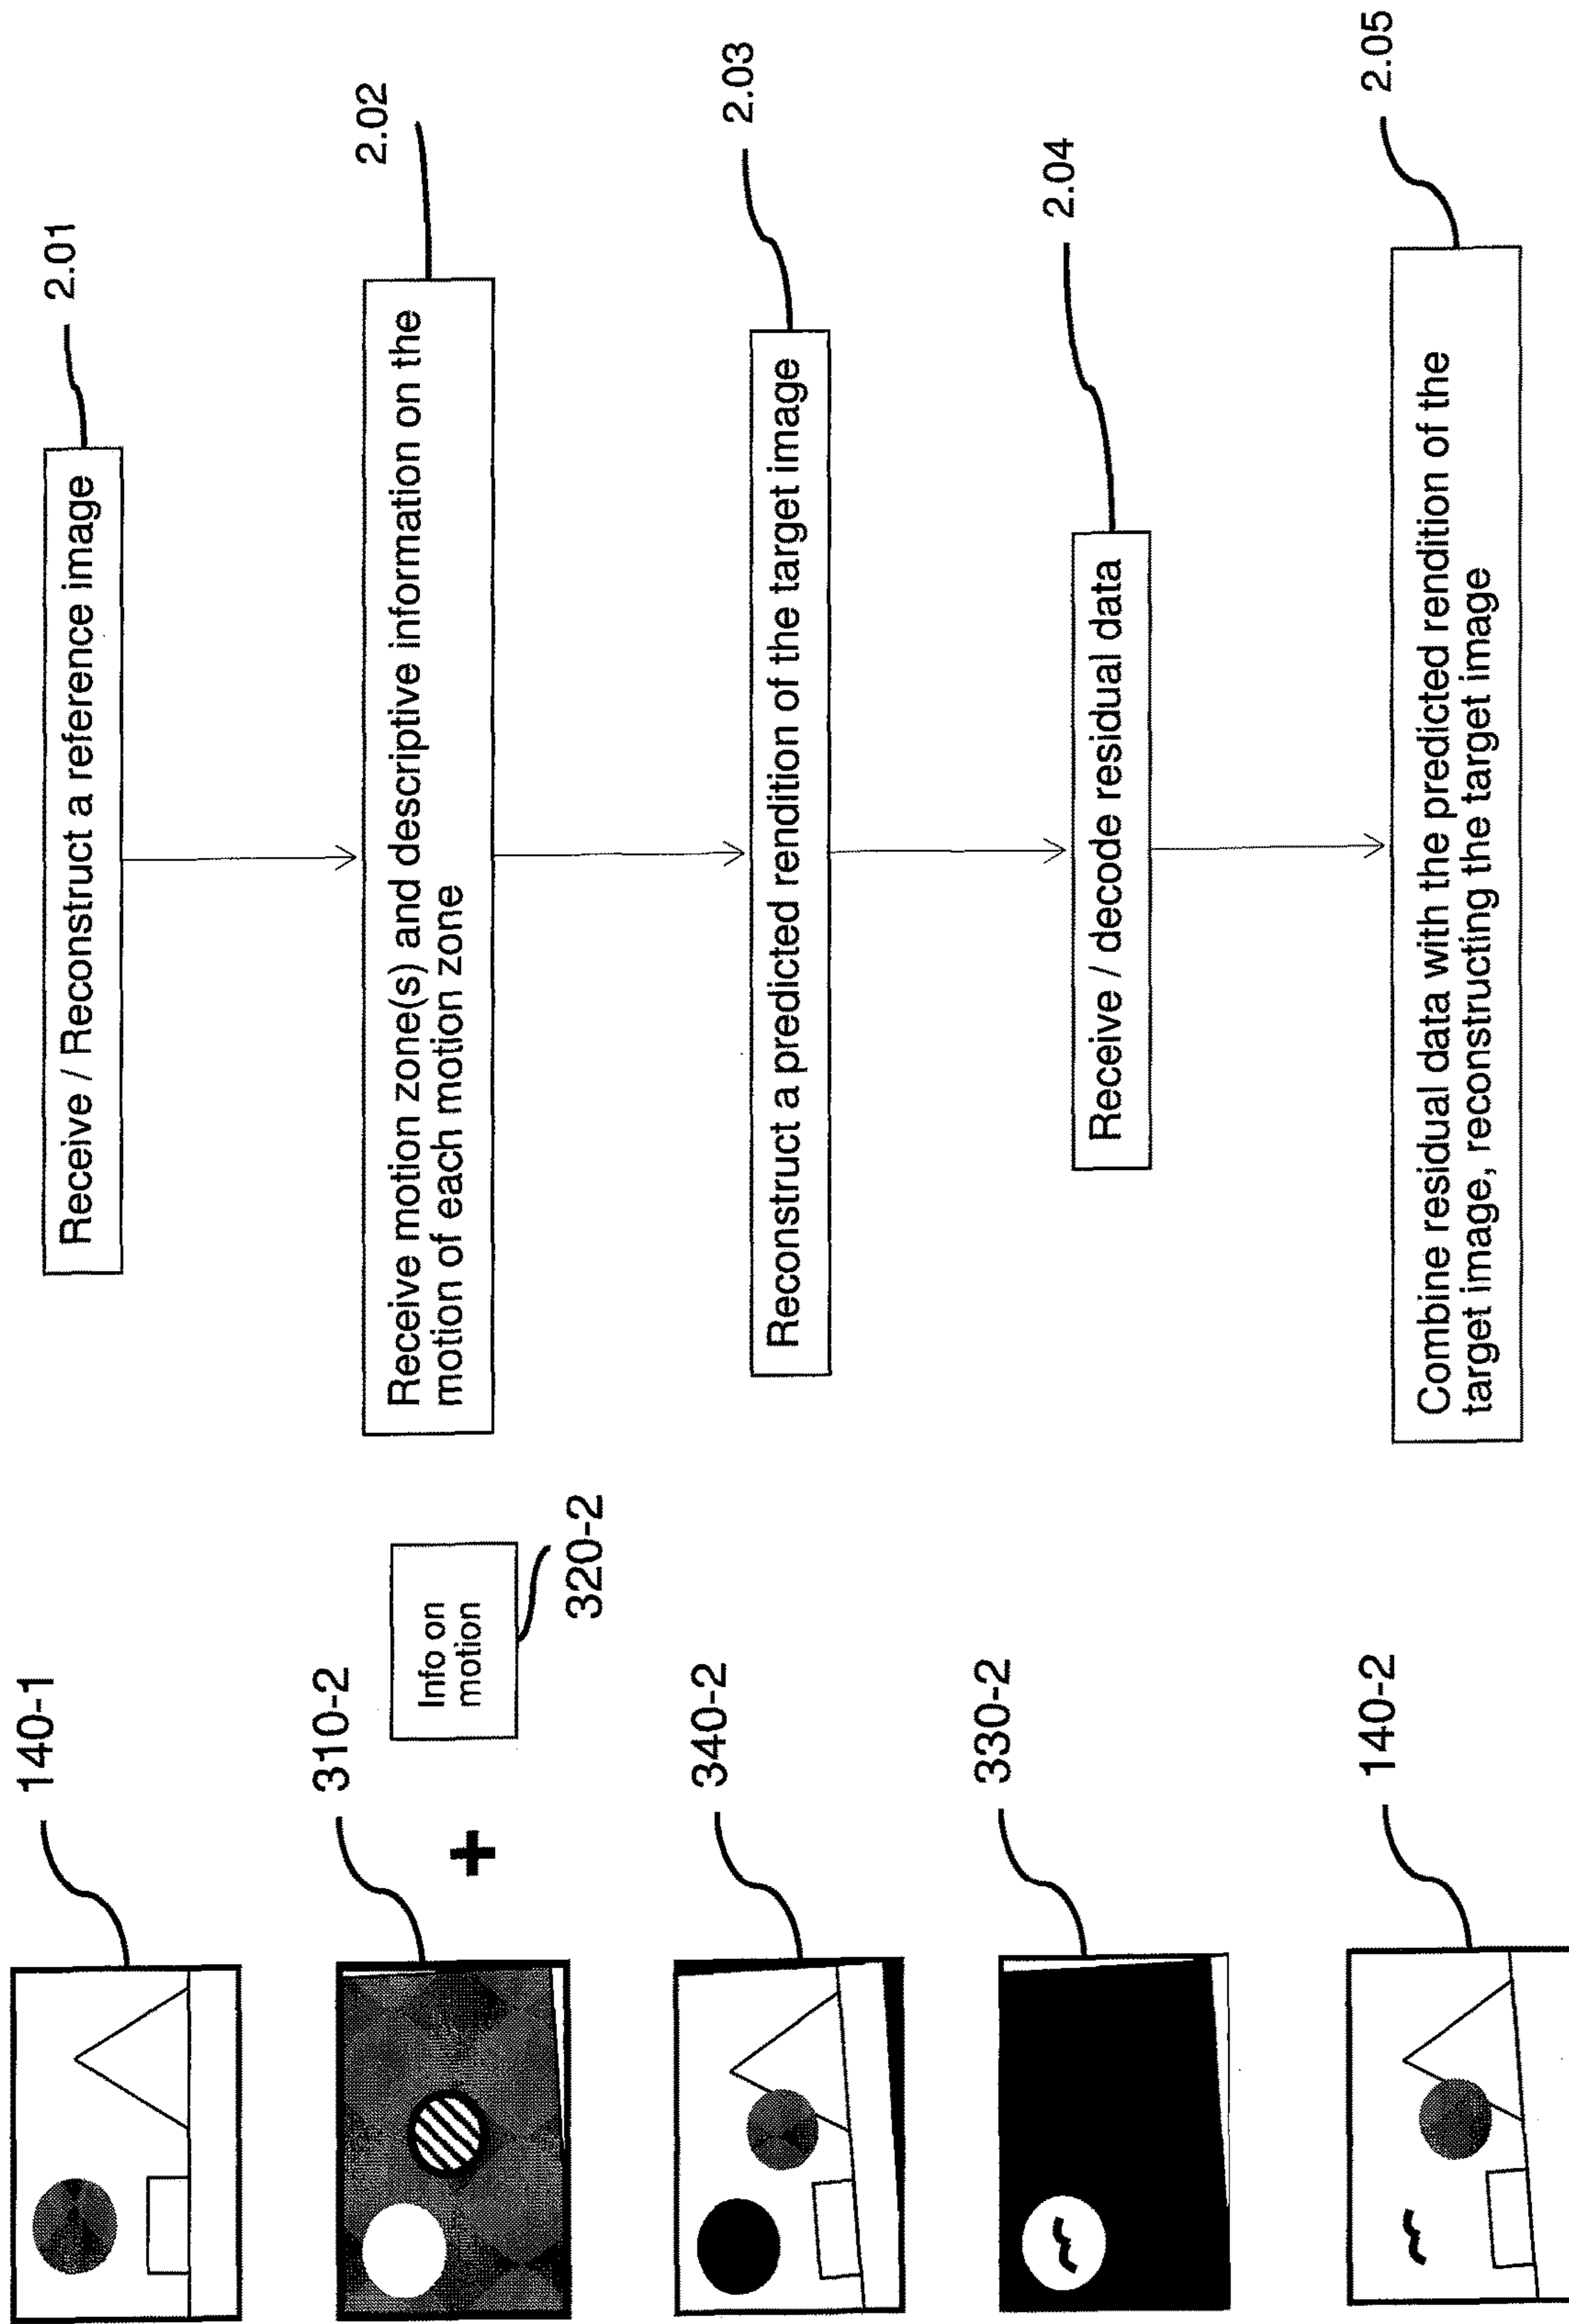 140-1
Receive / Reconstruct a reference image
2.01
310-2
+
Info on
motion
320-2
Receive motion zone(s) and descriptive information on the
motion of each motion zone
2.02
340-2
Reconstruct a predicted rendition of the target image
2.03
330-2
Receive / decode residual data
2.04
140-2
Combine residual data with the predicted rendition of the
target image, reconstructing the target image
2.05